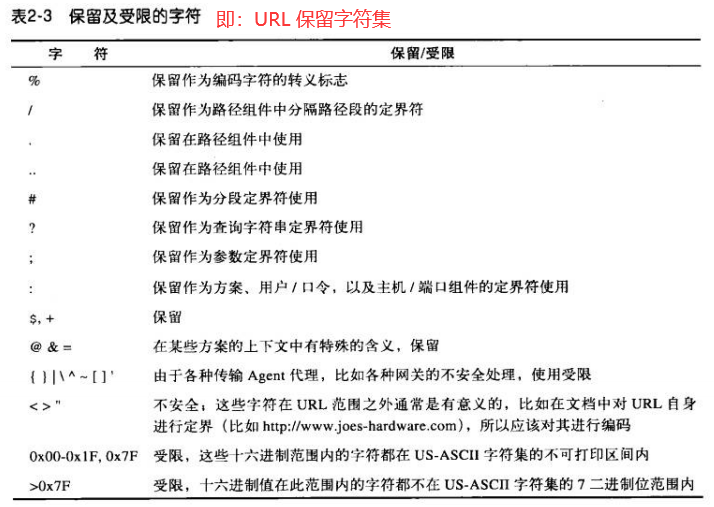 表2-3 保留及受限的字符 即：URL 保留字符集
字 符 保留/受限
% 保留作为编码字符的转义标志
/ 保留作为路径组件中分隔路径段的定界符
. 保留在路径组件中使用
.. 保留在路径组件中使用
# 保留作为分段定界符使用
? 保留作为查询字符串定界符使用
; 保留作为参数定界符使用
: 保留作为方案、用户/口令，以及主机/端口组件的定界符使用
$, + 保留
@ & = 在某些方案的上下文中有特殊的含义，保留
{ } | \ ^ ~ [ ] ' 由于各种传输 Agent 代理，比如各种网关的不安全处理，使用受限
< > " 不安全；这些字符在 URL 范围之外通常是有意义的，比如在文档中对 URL 自身
进行定界（比如 http://www.joes-hardware.com），所以应该对其进行编码
0x00-0x1F, 0x7F 受限，这些十六进制范围内的字符都在 US-ASCII 字符集的不可打印区间内
>0x7F 受限，十六进制值在此范围内的字符都不在 US-ASCII 字符集的 7 二进制位范围内